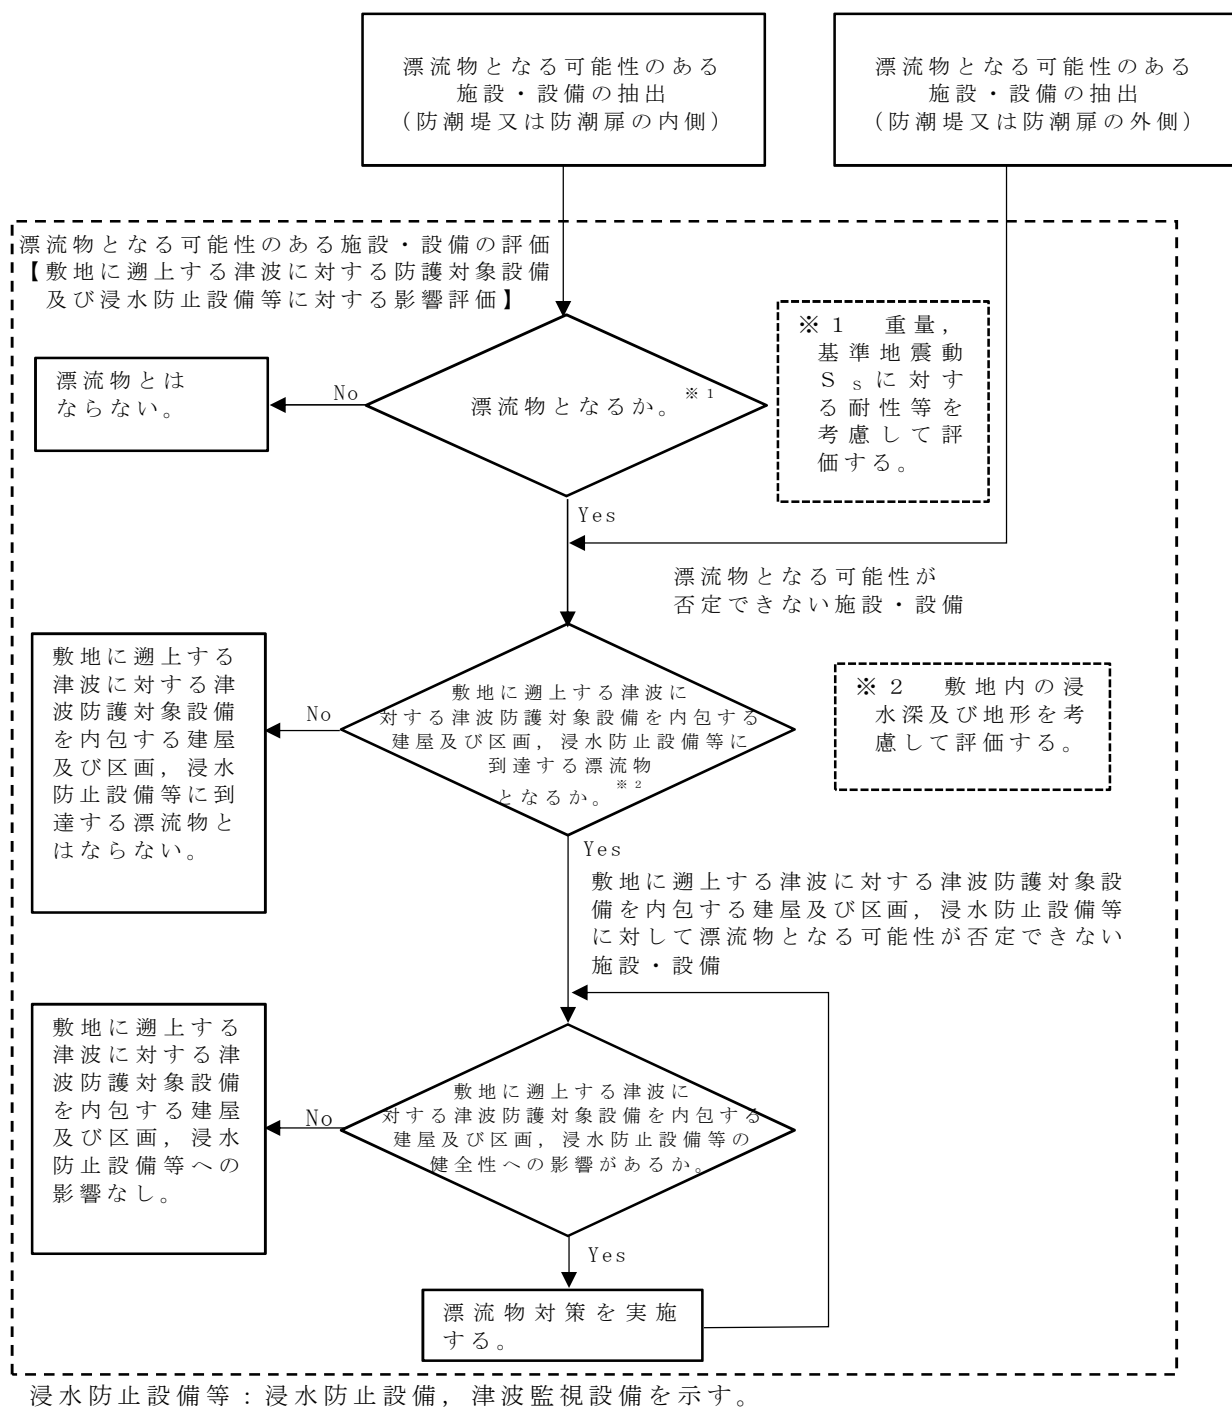 漂流物となる可能性のある
施設・設備の抽出
(防潮堤又は防潮扉の内側)
漂流物となる可能性のある
施設・設備の抽出
(防潮堤又は防潮扉の外側)
漂流物となる可能性のある施設・設備の評価
【敷地に遡上する津波に対する防護対象設備
及び浸水防止設備等に対する影響評価】
※1 重量,
基準地震動
Ssに対す
る耐性等を
考慮して評
価する。
漂流物とは
ならない。
No
漂流物となるか。※1
Yes
漂流物となる可能性が
否定できない施設・設備
敷地に遡上する
津波に対する津
波防護対象設備
を内包する建屋
及び区画,浸水
防止設備等に到
達する漂流物と
はならない。
No
敷地に遡上する津波に
対する津波防護対象設備を内包する
建屋及び区画,浸水防止設備等に
到達する漂流物
となるか。※2
※2 敷地内の浸
水深及び地形を考
慮して評価する。
Yes
敷地に遡上する津波に対する津波防護対象設
備を内包する建屋及び区画,浸水防止設備等
に対して漂流物となる可能性が否定できない
施設・設備
敷地に遡上する
津波に対する津
波防護対象設備
を内包する建屋
及び区画,浸水
防止設備等への
影響なし。
No
敷地に遡上する津波に
対する津波防護対象設備を内包する
建屋及び区画,浸水防止設備等の
健全性への影響があるか。
Yes
漂流物対策を実施
する。
浸水防止設備等:浸水防止設備,津波監視設備を示す。